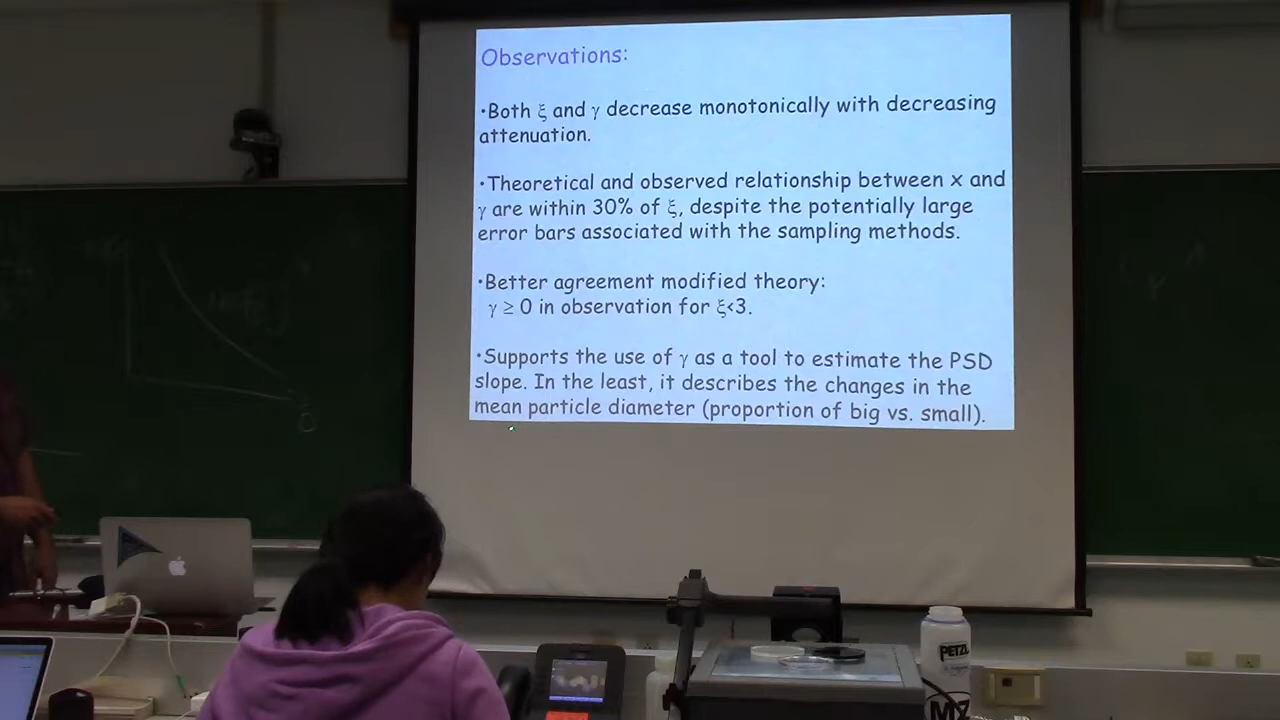 Observations:
•Both ξ and γ decrease monotonically with decreasing
attenuation.
•Theoretical and observed relationship between x and
γ are within 30% of ξ, despite the potentially large
error bars associated with the sampling methods.
•Better agreement modified theory:
γ ≥ 0 in observation for ξ<3.
•Supports the use of γ as a tool to estimate the PSD
slope. In the least, it describes the changes in the
mean particle diameter (proportion of big vs. small).
PETZL
MZ